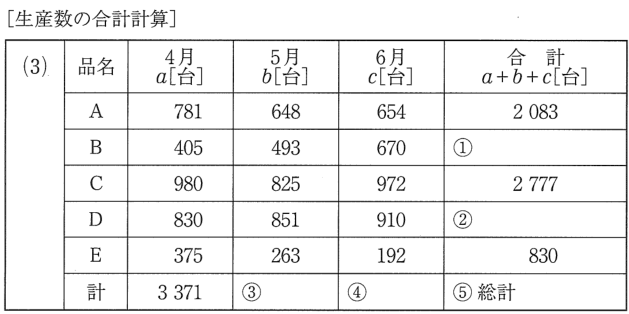 [生産数の合計計算]
(3) 品名 4月 a[台] 5月 b[台] 6月 c[台] 合計 a+b+c[台]
A 781 648 654 2 083
B 405 493 670 ①
C 980 825 972 2 777
D 830 851 910 ②
E 375 263 192 830
計 3 371 ③ ④ ⑤ 総計